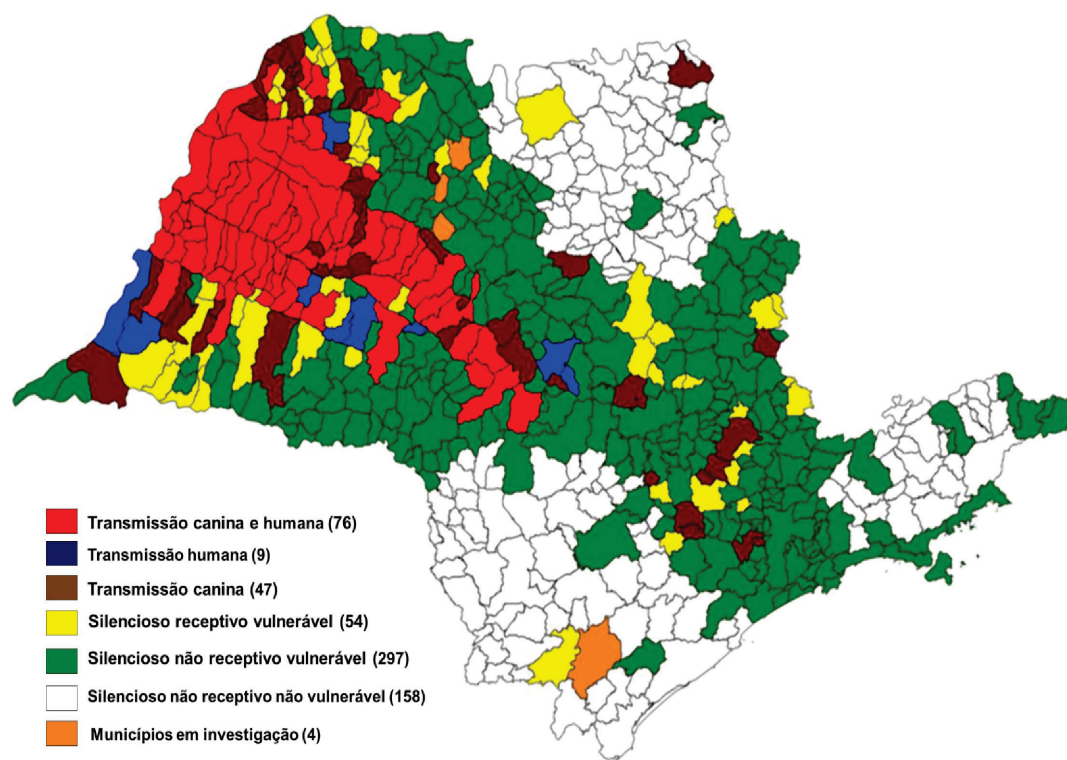 Transmissão canina e humana (76)
Transmissão humana (9)
Transmissão canina (47)
Silencioso receptivo vulnerável (54)
Silencioso não receptivo vulnerável (297)
Silencioso não receptivo não vulnerável (158)
Municípios em investigação (4)